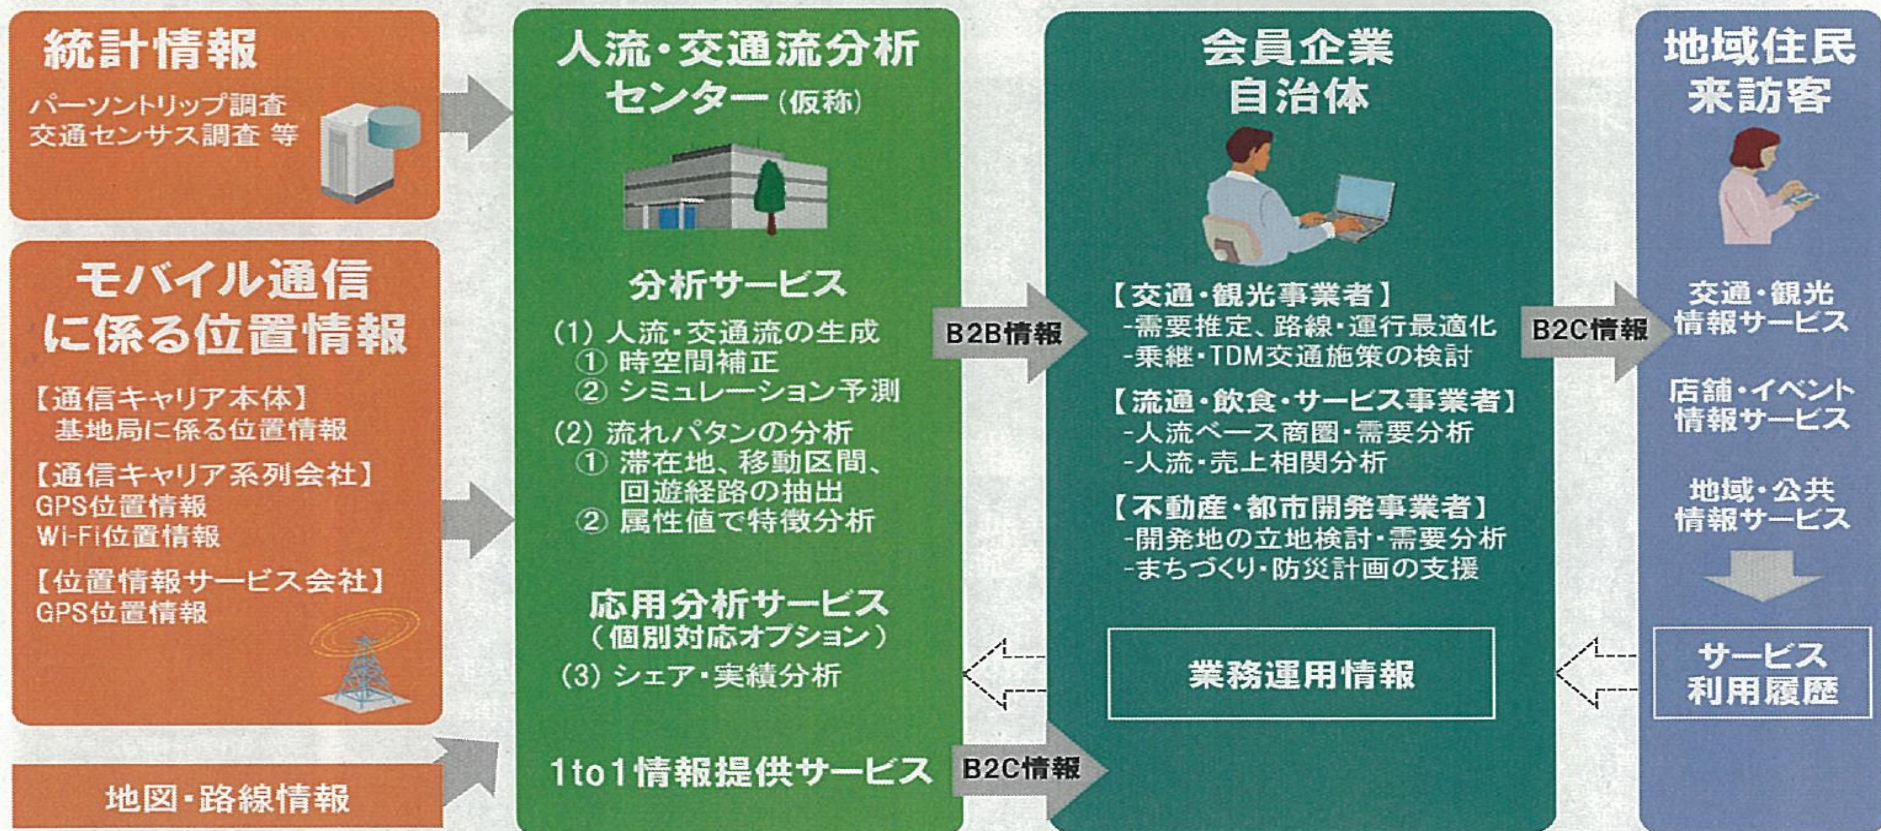 統計情報
パーソントリップ調査
交通センサス調査 等
モバイル通信
に係る位置情報
【通信キャリア本体】
基地局に係る位置情報
【通信キャリア系列会社】
GPS位置情報
Wi-Fi位置情報
【位置情報サービス会社】
GPS位置情報
地図・路線情報
人流・交通流分析
センター(仮称)
分析サービス
(1) 人流・交通流の生成
① 時空間補正
② シミュレーション予測
(2) 流れパタンの分析
① 滞在地、移動区間、
回遊経路の抽出
② 属性値で特徴分析
応用分析サービス
(個別対応オプション)
(3) シェア・実績分析
1to1情報提供サービス
B2B情報
B2C情報
会員企業
自治体
【交通・観光事業者】
-需要推定、路線・運行最適化
-乗継・TDM交通施策の検討
【流通・飲食・サービス事業者】
-人流ベース商圏・需要分析
-人流・売上相関分析
【不動産・都市開発事業者】
-開発地の立地検討・需要分析
-まちづくり・防災計画の支援
業務運用情報
B2C情報
地域住民
来訪客
交通・観光
情報サービス
店舗・イベント
情報サービス
地域・公共
情報サービス
サービス
利用履歴